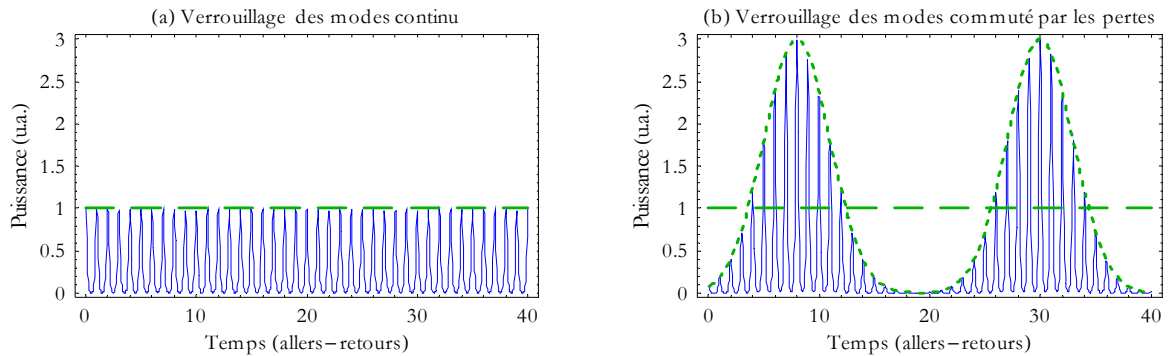 (a) Verrouillage des modes continu
3
2.5
2
1.5
1
0.5
0
Puissance (u.a.)
0 10 20 30 40
Temps (allers−retours)
(b) Verrouillage des modes commuté par les pertes
3
2.5
2
1.5
1
0.5
0
Puissance (u.a.)
0 10 20 30 40
Temps (allers−retours)